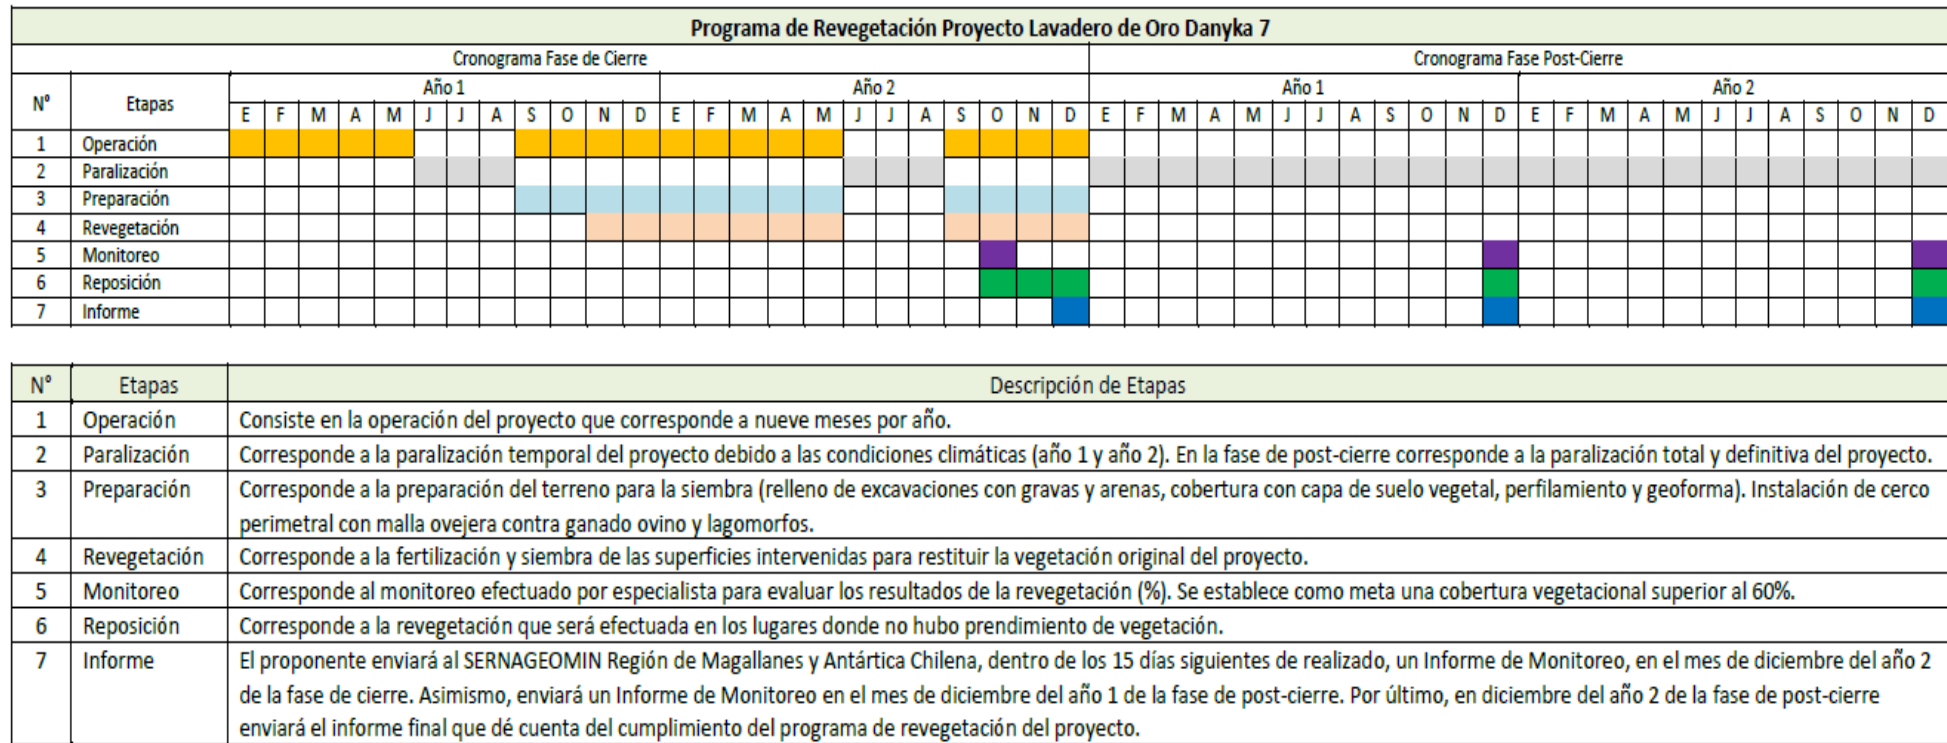 Programa de Revegetación Proyecto Lavadero de Oro Danyka 7
Cronograma Fase de Cierre Cronograma Fase Post-Cierre
N° Etapas Año 1 Año 2 Año 1 Año 2
E F M A M J J A S O N D E F M A M J J A S O N D E F M A M J J A S O N D E F M A M J J A S O N D
1 Operación
2 Paralización
3 Preparación
4 Revegetación
5 Monitoreo
6 Reposición
7 Informe
N° Etapas Descripción de Etapas
1 Operación Consiste en la operación del proyecto que corresponde a nueve meses por año.
2 Paralización Corresponde a la paralización temporal del proyecto debido a las condiciones climáticas (año 1 y año 2). En la fase de post-cierre corresponde a la paralización total y definitiva del proyecto.
3 Preparación Corresponde a la preparación del terreno para la siembra (relleno de excavaciones con gravas y arenas, cobertura con capa de suelo vegetal, perfilamiento y geoforma). Instalación de cerco
perimetral con malla ovejera contra ganado ovino y lagomorfos.
4 Revegetación Corresponde a la fertilización y siembra de las superficies intervenidas para restituir la vegetación original del proyecto.
5 Monitoreo Corresponde al monitoreo efectuado por especialista para evaluar los resultados de la revegetación (%). Se establece como meta una cobertura vegetacional superior al 60%.
6 Reposición Corresponde a la revegetación que será efectuada en los lugares donde no hubo prendimiento de vegetación.
7 Informe El proponente enviará al SERNAGEOMIN Región de Magallanes y Antártica Chilena, dentro de los 15 días siguientes de realizado, un Informe de Monitoreo, en el mes de diciembre del año 2
de la fase de cierre. Asimismo, enviará un Informe de Monitoreo en el mes de diciembre del año 1 de la fase de post-cierre. Por último, en diciembre del año 2 de la fase de post-cierre
enviará el informe final que dé cuenta del cumplimiento del programa de revegetación del proyecto.